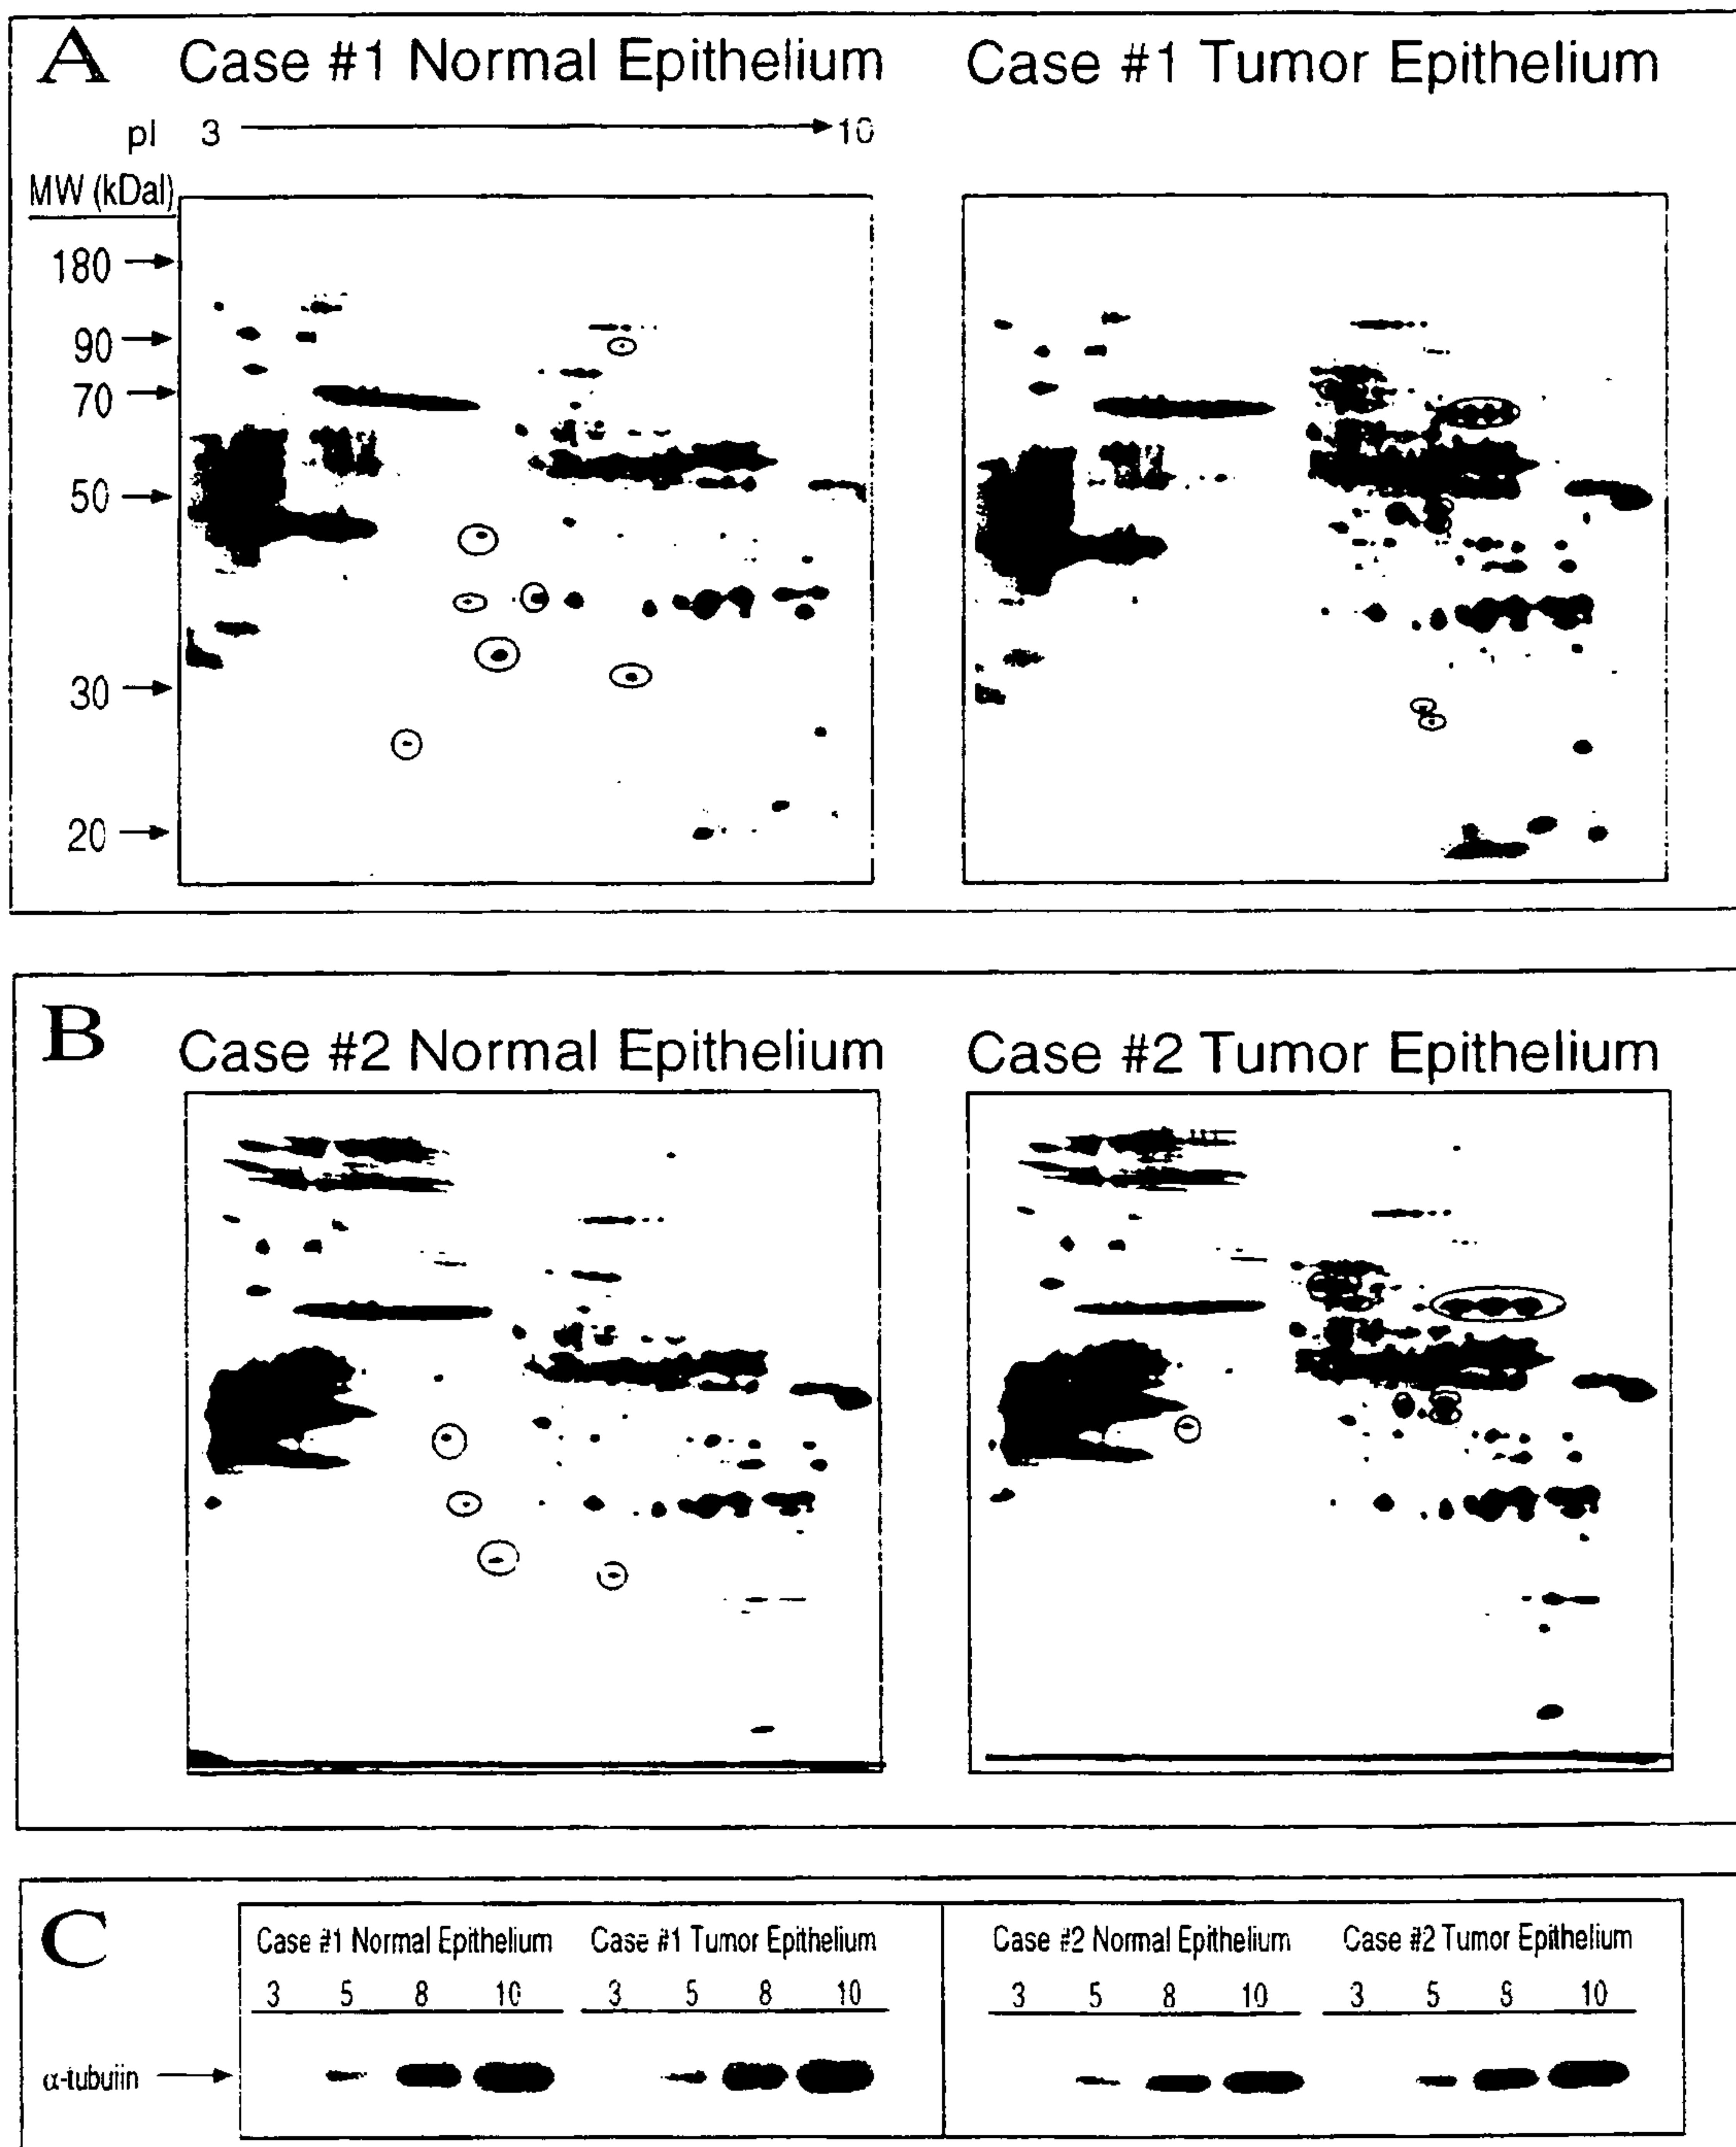 A Case #1 Normal Epithelium Case #1 Tumor Epithelium
pI 3 10
MW (kDal)
180
90
70
50
30
20
B Case #2 Normal Epithelium Case #2 Tumor Epithelium
C Case #1 Normal Epithelium Case #1 Tumor Epithelium Case #2 Normal Epithelium Case #2 Tumor Epithelium
3 5 8 10 3 5 8 10 3 5 8 10 3 5 8 10
α-tubulin